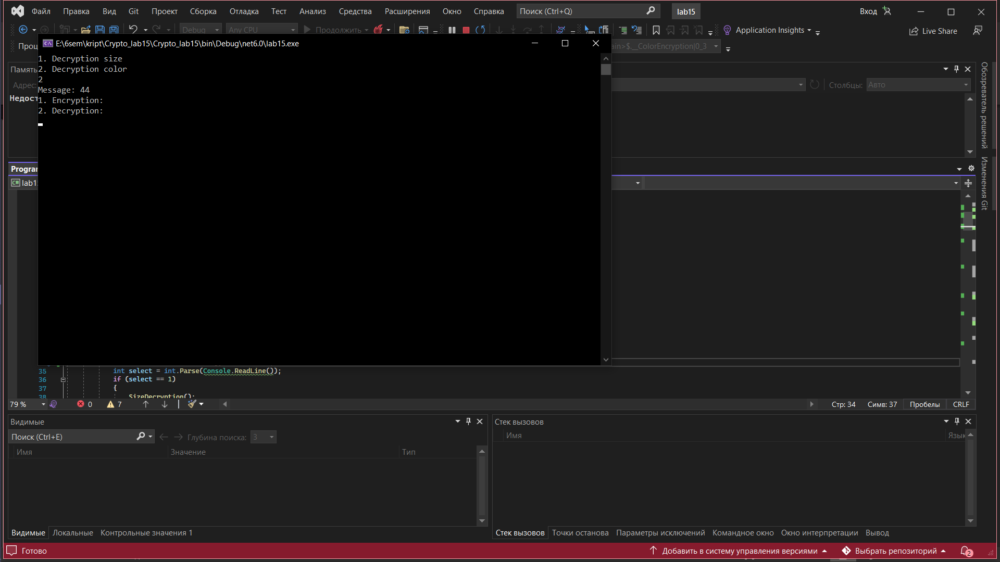 Файл Правка Вид Git Проект Сборка Отладка Тест Анализ Средства Расширения Окно Справка Поиск (Ctrl+Q) lab15 Вход
Debug Any CPU Продолжить Application Insights Live Share
E:\6sem\kript\Crypto_lab15\Crypto_lab15\bin\Debug\net6.0\lab15.exe
Проц ain>$.__ColorEncryption|0_3
1. Decryption size
2. Decryption color
2
Message: 44
1. Encryption:
2. Decryption:
Память
Адрес: Столбцы: Авто
Недост
Обозреватель решений
Изменения Git
Progran
C# lab15
35 int select = int.Parse(Console.ReadLine());
36 if (select == 1)
37 {
38 SizeDecryption();
79 % 0 7 Стр: 34 Симв: 37 Пробелы CRLF
Видимые
Поиск (Ctrl+E) Глубина поиска: 3
Имя Значение Тип
Видимые Локальные Контрольные значения 1
Стек вызовов
Имя Язык
Стек вызовов Точки останова Параметры исключений Командное окно Окно интерпретации Вывод
Готово Добавить в систему управления версиями Выбрать репозиторий 2